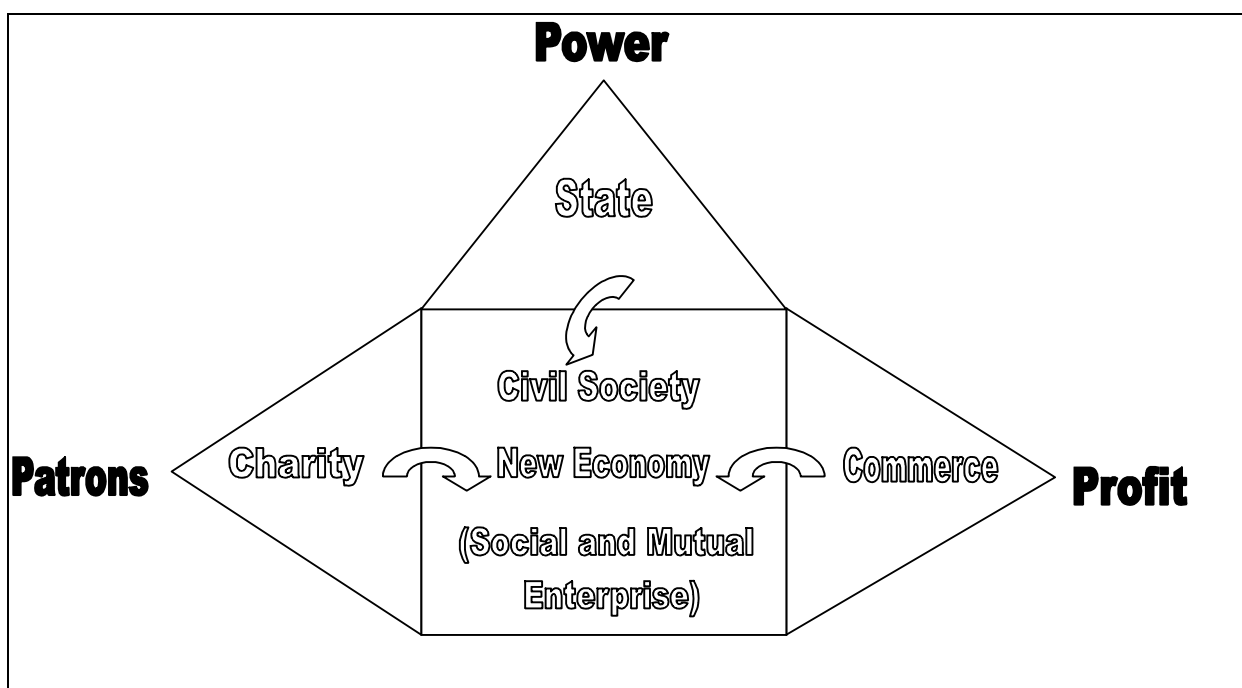 Power
State
Civil Society
Patrons
Charity
New Economy
Commerce
Profit
(Social and Mutual
Enterprise)